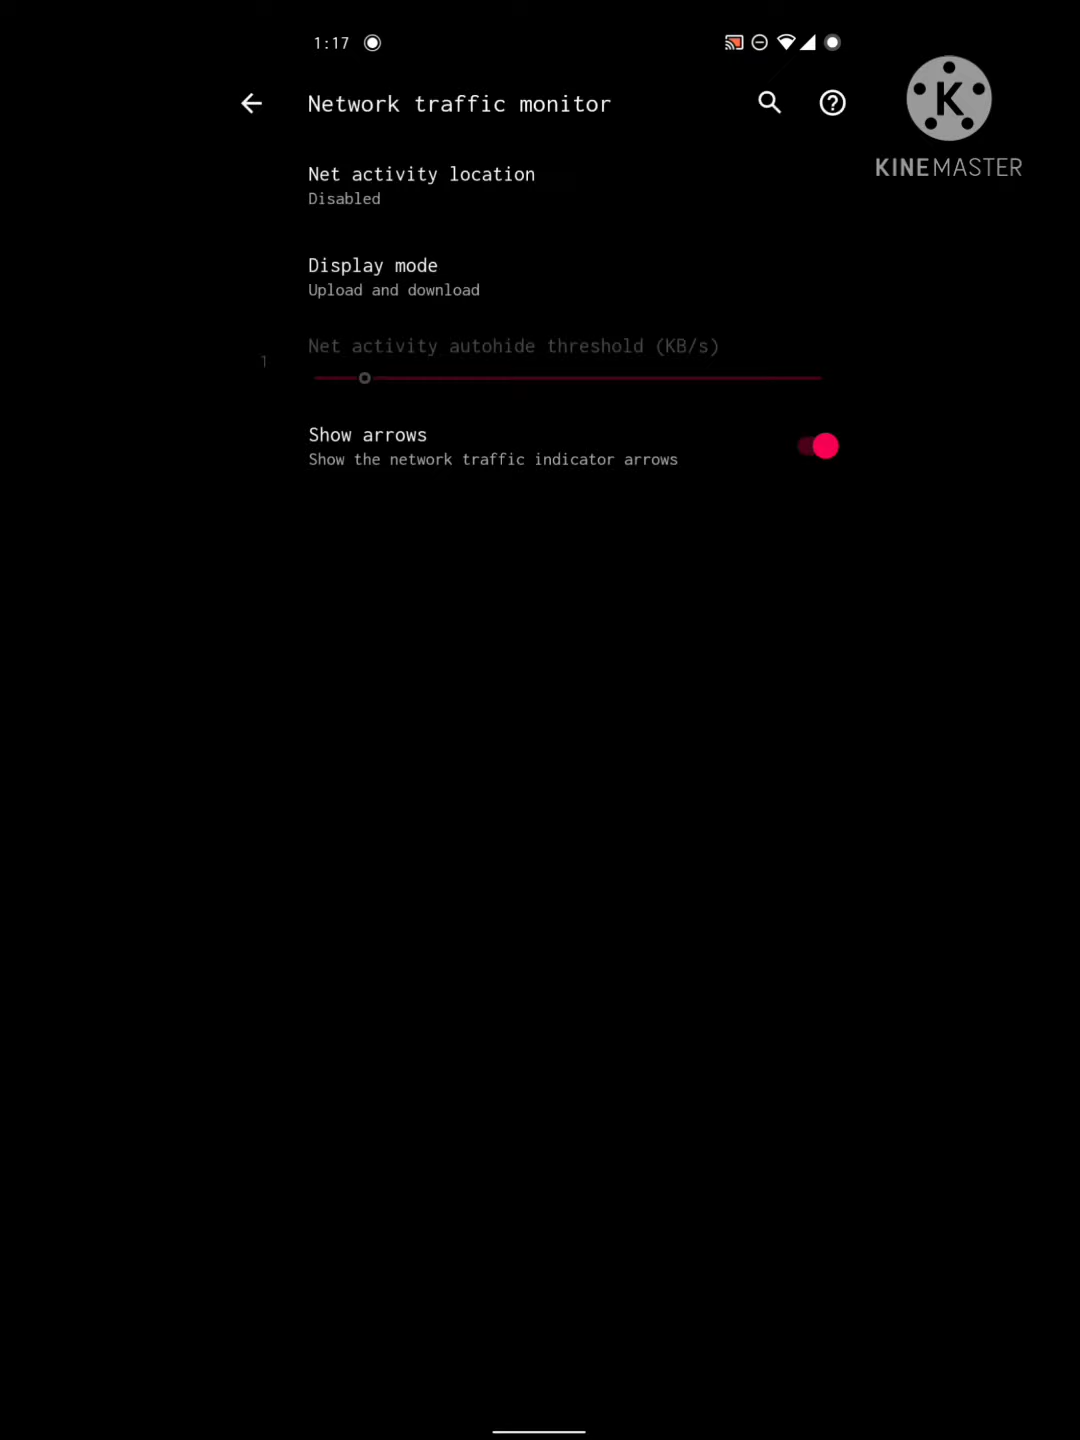 1:17
Network traffic monitor
K
KINEMASTER
Net activity location
Disabled
Display mode
Upload and download
Net activity autohide threshold (KB/s)
1
Show arrows
Show the network traffic indicator arrows